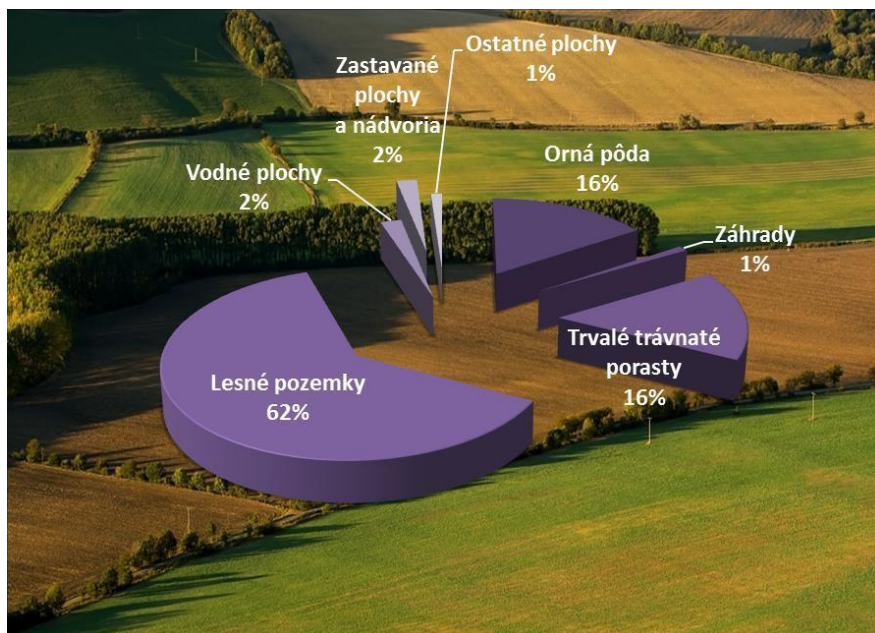 Ostatné plochy
1%
Zastavané
plochy
a nádvoria
2%
Orná pôda
16%
Vodné plochy
2%
Záhrady
1%
Trvalé trávnaté
porasty
16%
Lesné pozemky
62%